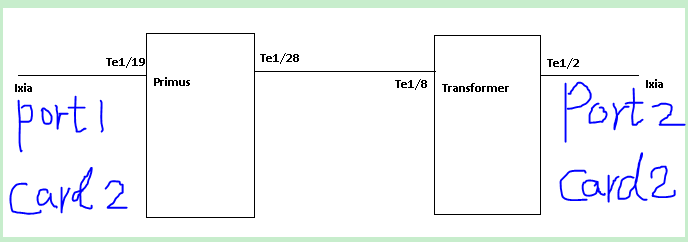 Te1/19
Te1/28
Te1/2
Ixia
Primus
Te1/8
Transformer
Ixia
port1
Port2
Card2
Card2